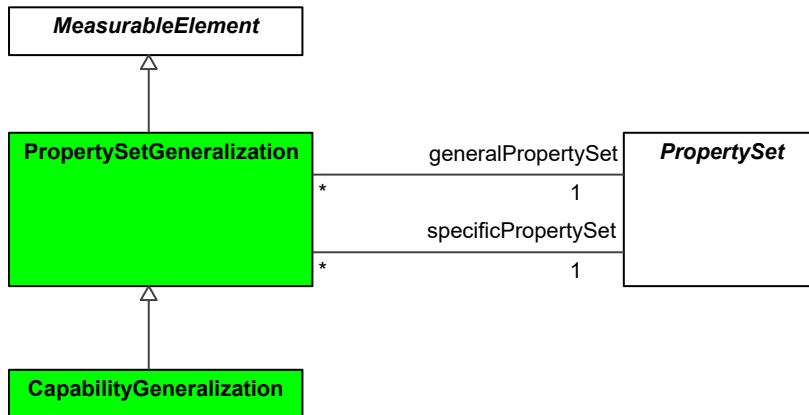 MeasurableElement
PropertySetGeneralization
generalPropertySet
PropertySet
*
1
specificPropertySet
*
1
CapabilityGeneralization